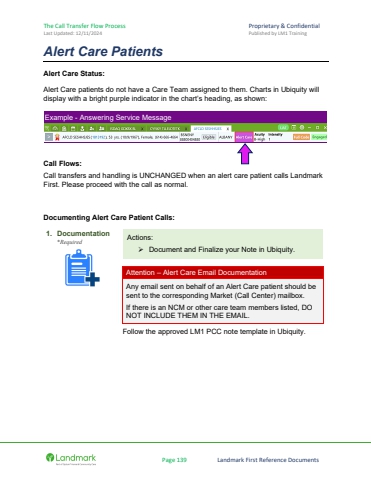 The Call Transfer Flow Process
Proprietary & Confidential
Last Updated: 12/11/2024
Published by LM1 Training
Alert Care Patients
Alert Care Status:
Alert Care patients do not have a Care Team assigned to them. Charts in Ubiquity will
display with a bright purple indicator in the chart's heading, as shown:
Example - Answering Service Message
Eligible
ALBANY
Alert Care
Acuity
Intensity
Call Flows:
Call transfers and handling is UNCHANGED when an alert care patient calls Landmark
First. Please proceed with the call as normal.
Documenting Alert Care Patient Calls:
1. Documentation
*Required
Actions:
➢ Document and Finalize your Note in Ubiquity.
Attention – Alert Care Email Documentation
Any email sent on behalf of an Alert Care patient should be
sent to the corresponding Market (Call Center) mailbox.
If there is an NCM or other care team members listed, DO
NOT INCLUDE THEM IN THE EMAIL.
Follow the approved LM1 PCC note template in Ubiquity.
Landmark
Page 139
Landmark First Reference Documents